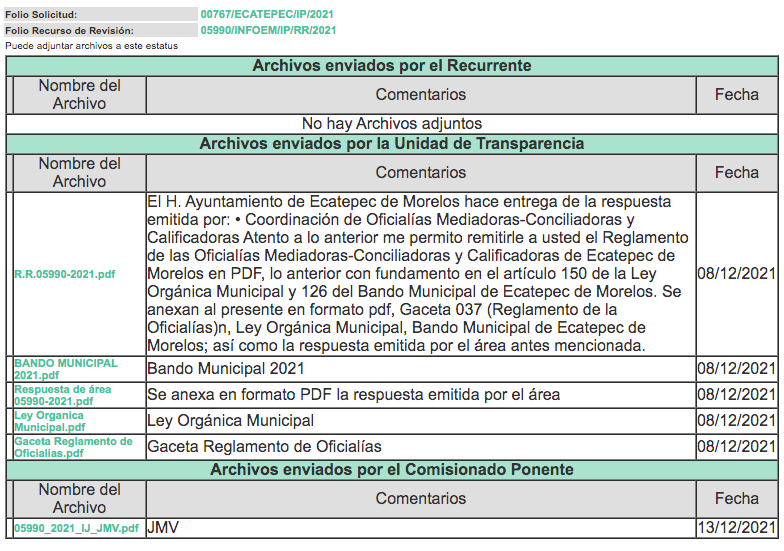 Folio Solicitud: 00767/ECATEPEC/IP/2021
Folio Recurso de Revisión: 05990/INFOEM/IP/RR/2021
Puede adjuntar archivos a este estatus
Archivos enviados por el Recurrente
Nombre del
Archivo
Comentarios
Fecha
No hay Archivos adjuntos
Archivos enviados por la Unidad de Transparencia
Nombre del
Archivo
Comentarios
Fecha
R.R.05990-2021.pdf
El H. Ayuntamiento de Ecatepec de Morelos hace entrega de la respuesta
emitida por: • Coordinación de Oficialías Mediadoras-Conciliadoras y
Calificadoras Atento a lo anterior me permito remitirle a usted el Reglamento
de las Oficialías Mediadoras-Conciliadoras y Calificadoras de Ecatepec de
Morelos en PDF, lo anterior con fundamento en el artículo 150 de la Ley
Orgánica Municipal y 126 del Bando Municipal de Ecatepec de Morelos. Se
anexan al presente en formato pdf, Gaceta 037 (Reglamento de la
Oficialías)n, Ley Orgánica Municipal, Bando Municipal de Ecatepec de
Morelos; así como la respuesta emitida por el área antes mencionada.
08/12/2021
BANDO MUNICIPAL
2021.pdf
Bando Municipal 2021
08/12/2021
Respuesta de área
05990-2021.pdf
Se anexa en formato PDF la respuesta emitida por el área
08/12/2021
Ley Organica
Municipal.pdf
Ley Orgánica Municipal
08/12/2021
Gaceta Reglamento de
Oficialias.pdf
Gaceta Reglamento de Oficialías
08/12/2021
Archivos enviados por el Comisionado Ponente
Nombre del
Archivo
Comentarios
Fecha
05990_2021_IJ_JMV.pdf
JMV
13/12/2021